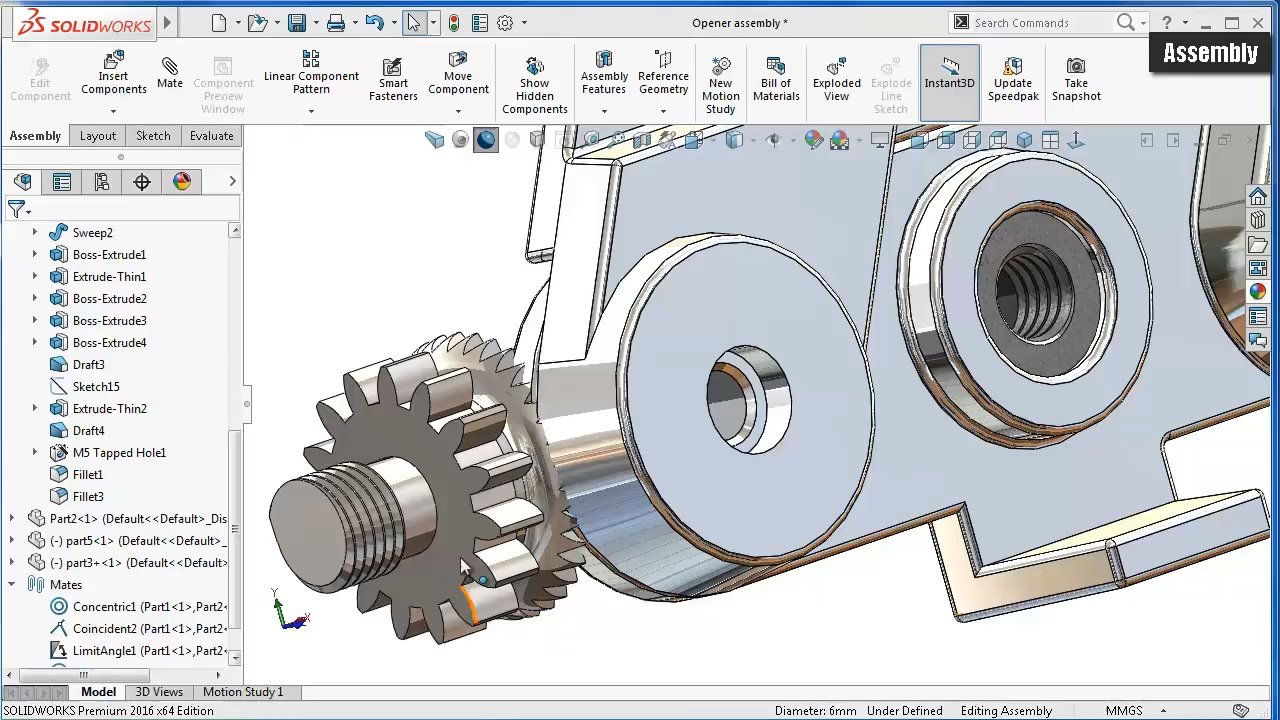 SOLIDWORKS
Opener assembly *
Search Commands
?
Assembly
Edit Component
Insert Components
Mate
Component Preview Window
Linear Component Pattern
Smart Fasteners
Move Component
Show Hidden Components
Assembly Features
Reference Geometry
New Motion Study
Bill of Materials
Exploded View
Explode Line Sketch
Instant3D
Update Speedpak
Take Snapshot
Assembly
Layout
Sketch
Evaluate
Sweep2
Boss-Extrude1
Extrude-Thin1
Boss-Extrude2
Boss-Extrude3
Boss-Extrude4
Draft3
Sketch15
Extrude-Thin2
Draft4
M5 Tapped Hole1
Fillet1
Fillet3
Part2<1> (Default<<Default>_Dis
(-) part5<1> (Default<<Default>_
(-) part3+<1> (Default<<Default>_
Mates
Concentric1 (Part1<1>,Part2<
Coincident2 (Part1<1>,Part2<
LimitAngle1 (Part1<1>,Part2<
Y
X
Model
3D Views
Motion Study 1
SOLIDWORKS Premium 2016 x64 Edition
Diameter: 6mm
Under Defined
Editing Assembly
MMGS